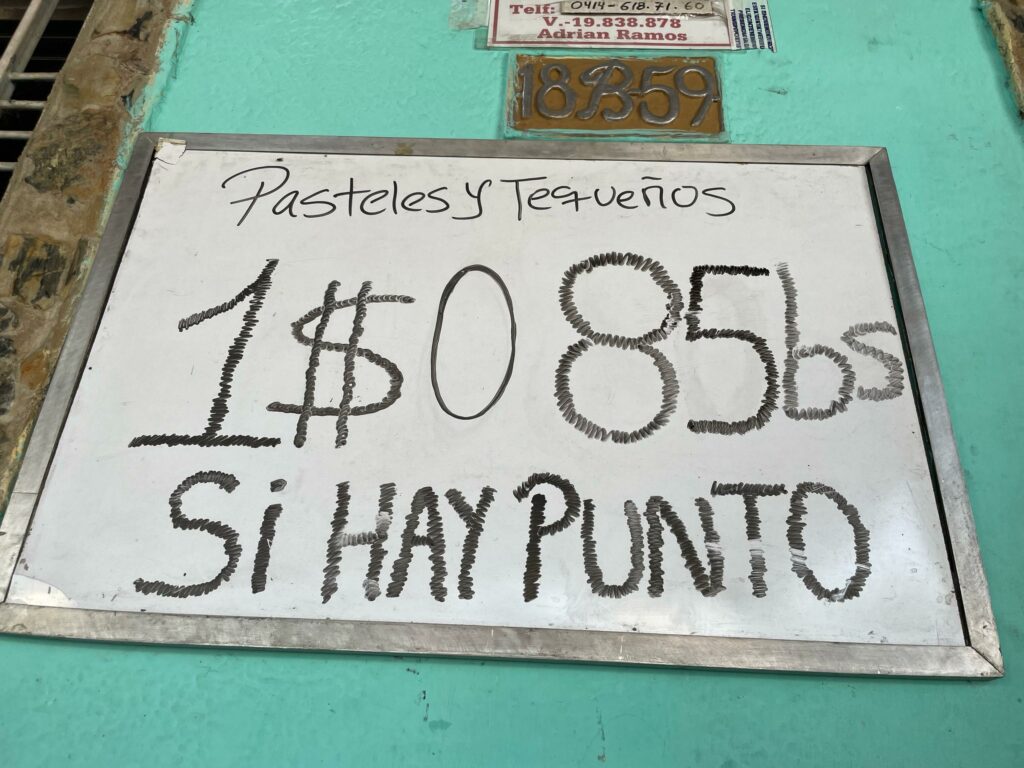 Telf: 0414-618.71.60
V.-19.838.878
Adrian Ramos
18B-59
Pasteles y Tequeños
1$ O 85bs
Si HAY PUNTO